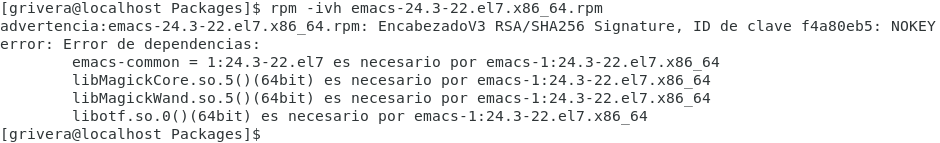 [grivera@localhost Packages]$ rpm -ivh emacs-24.3-22.el7.x86_64.rpm
advertencia:emacs-24.3-22.el7.x86_64.rpm: EncabezadoV3 RSA/SHA256 Signature, ID de clave f4a80eb5: NOKEY
error: Error de dependencias:
emacs-common = 1:24.3-22.el7 es necesario por emacs-1:24.3-22.el7.x86_64
libMagickCore.so.5()(64bit) es necesario por emacs-1:24.3-22.el7.x86_64
libMagickWand.so.5()(64bit) es necesario por emacs-1:24.3-22.el7.x86_64
libotf.so.0()(64bit) es necesario por emacs-1:24.3-22.el7.x86_64
[grivera@localhost Packages]$